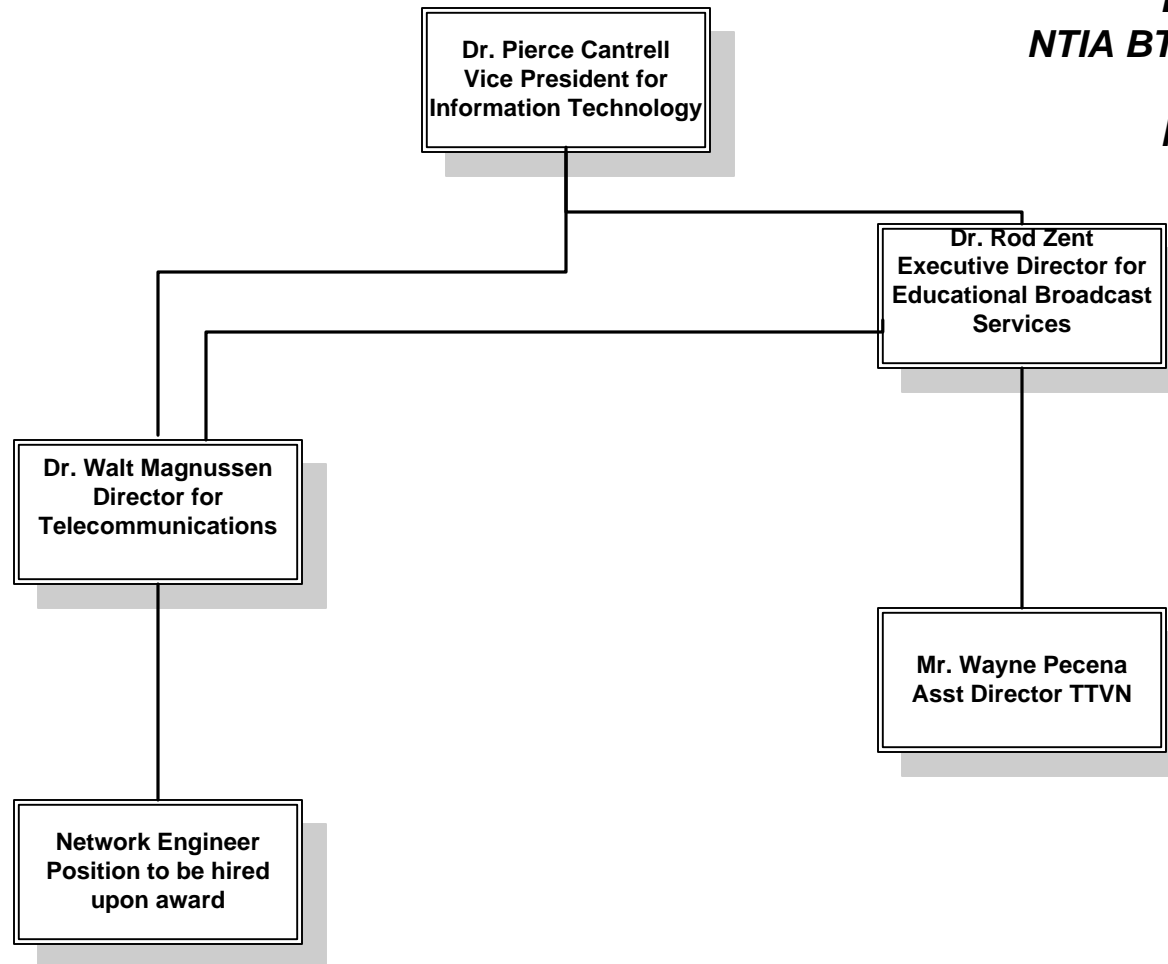 NTIA
Dr. Pierce Cantrell
Vice President for
Information Technology
Dr. Rod Zent
Executive Director for
Educational Broadcast
Services
Dr. Walt Magnussen
Director for
Telecommunications
Mr. Wayne Pecena
Asst Director TTVN
Network Engineer
Position to be hired
upon award